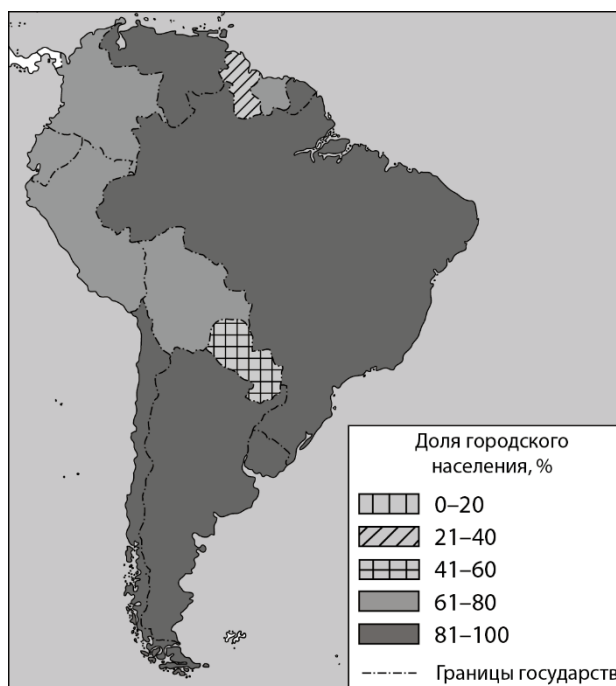 Доля городского
населения, %
0–20
21–40
41–60
61–80
81–100
Границы государств